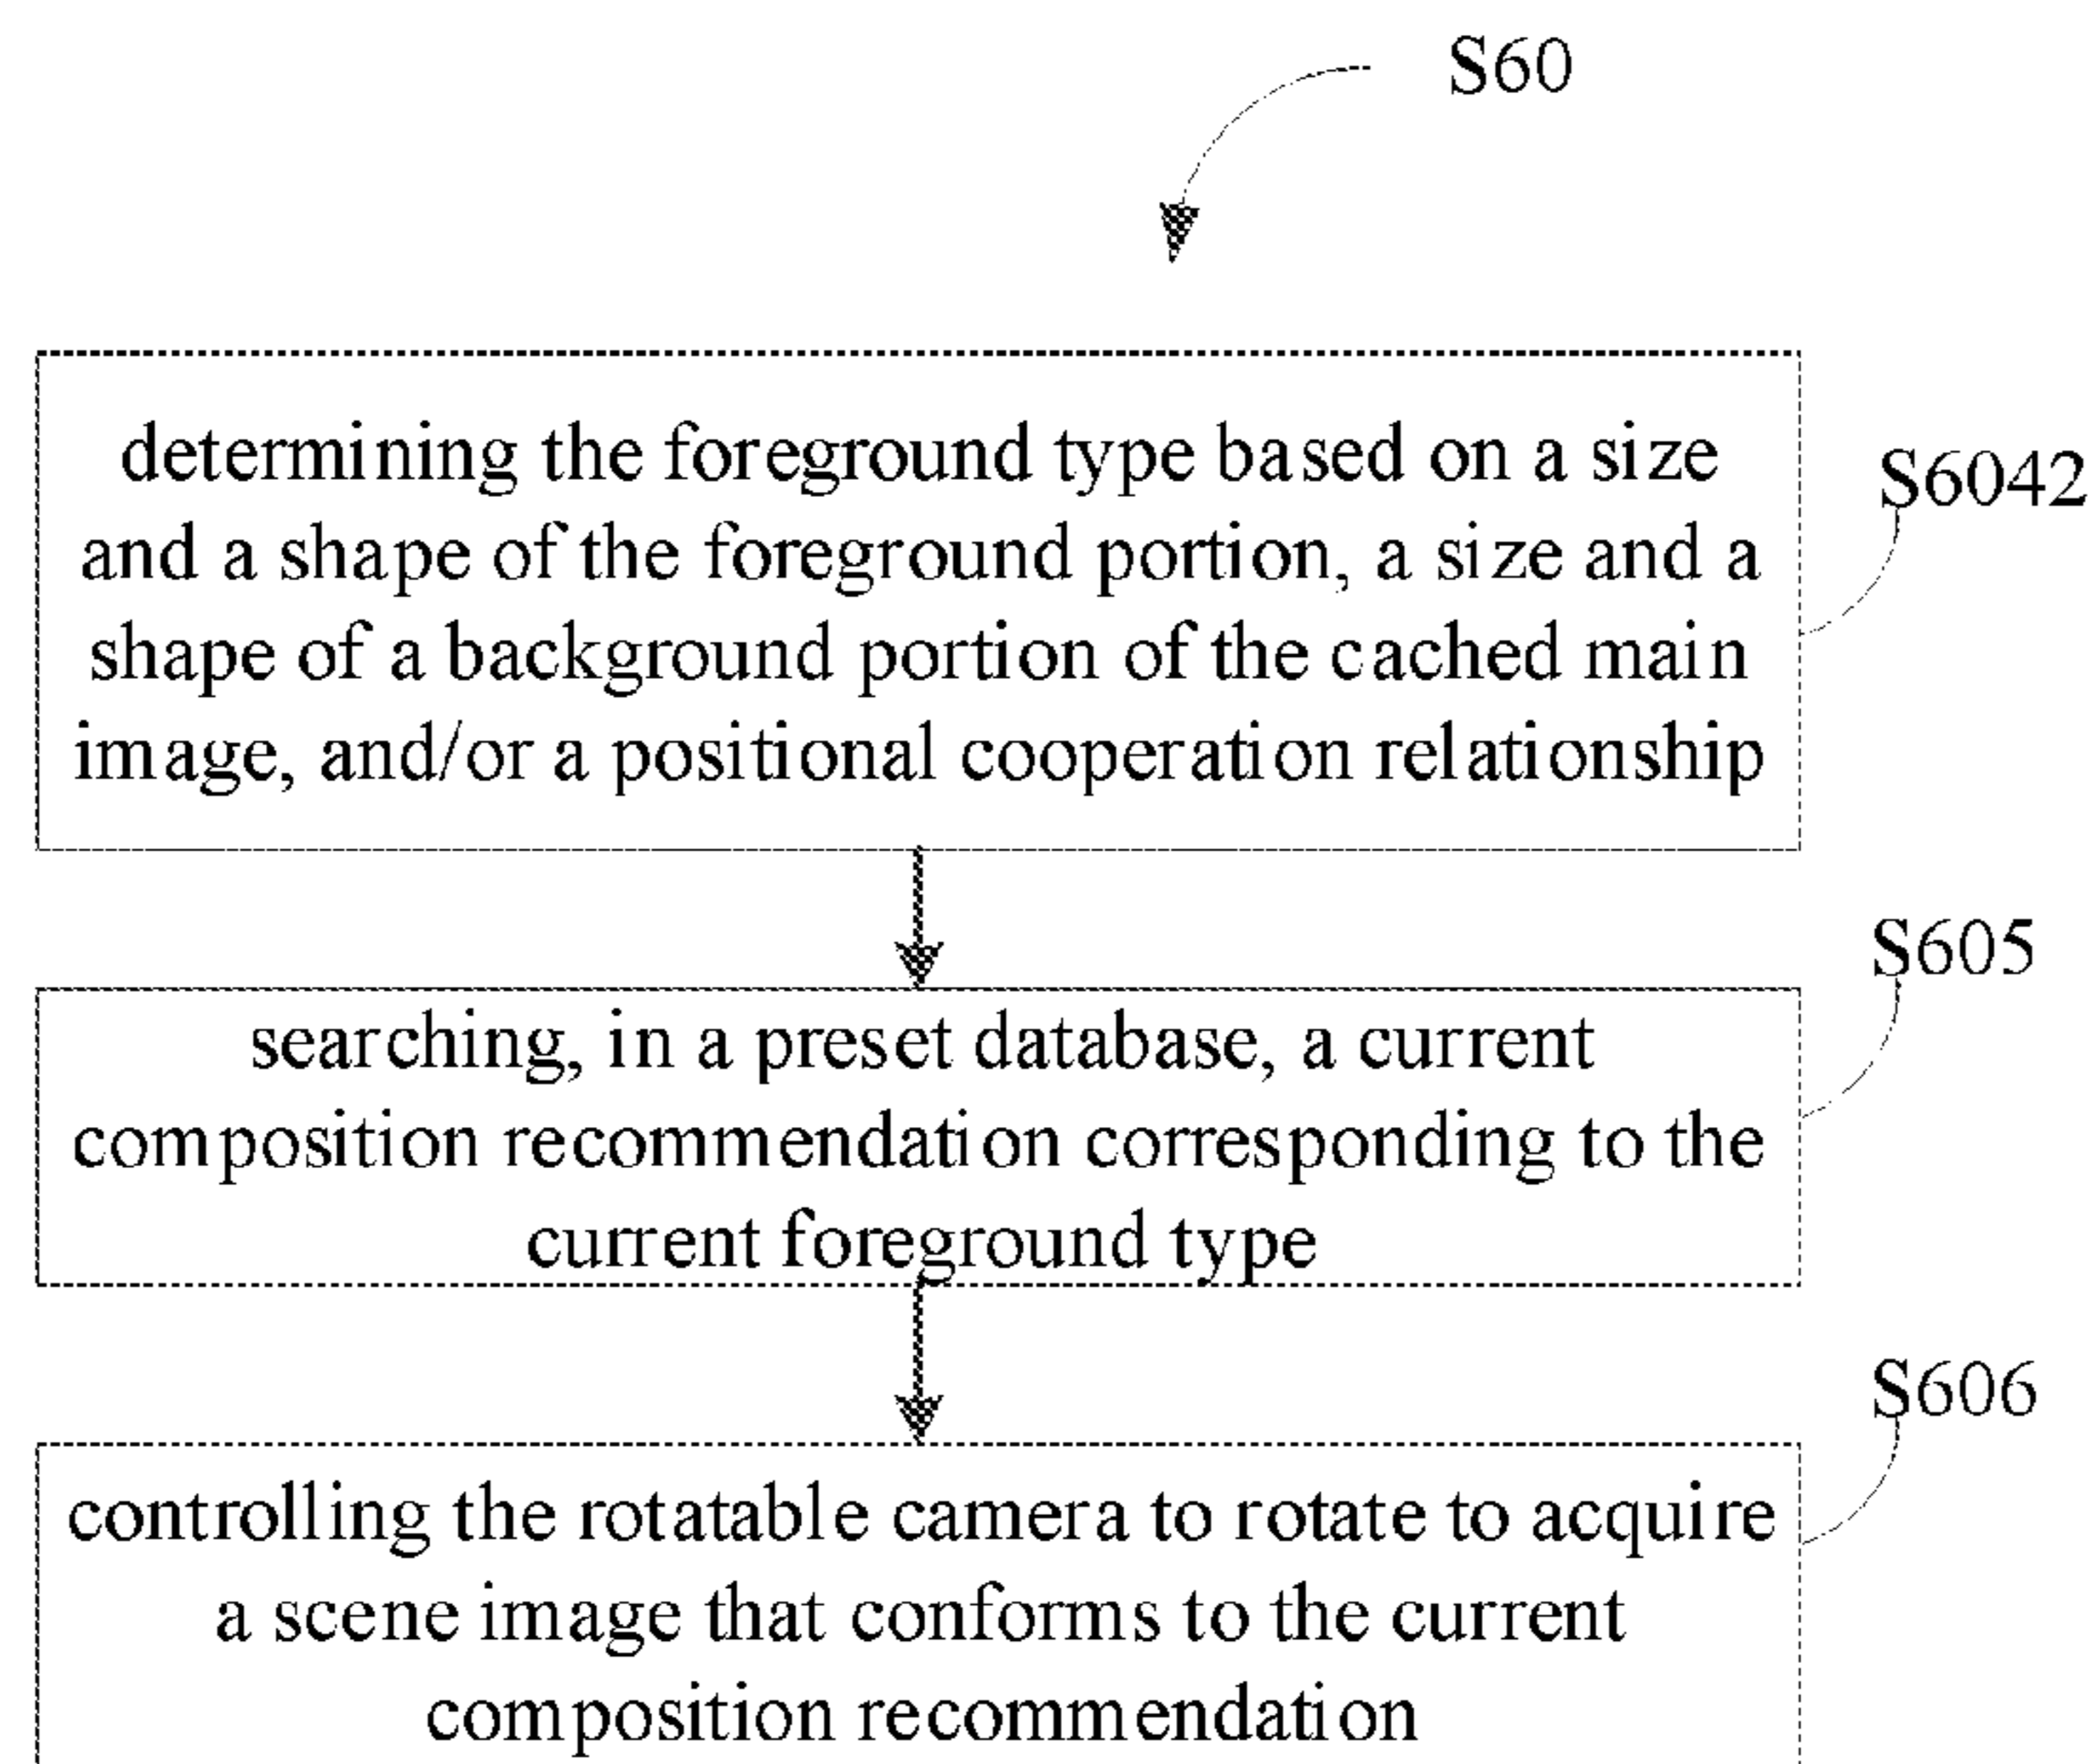 S60
determining the foreground type based on a size
and a shape of the foreground portion, a size and a
shape of a background portion of the cached main
image, and/or a positional cooperation relationship
S6042
searching, in a preset database, a current
composition recommendation corresponding to the
current foreground type
S605
controlling the rotatable camera to rotate to acquire
a scene image that conforms to the current
composition recommendation
S606